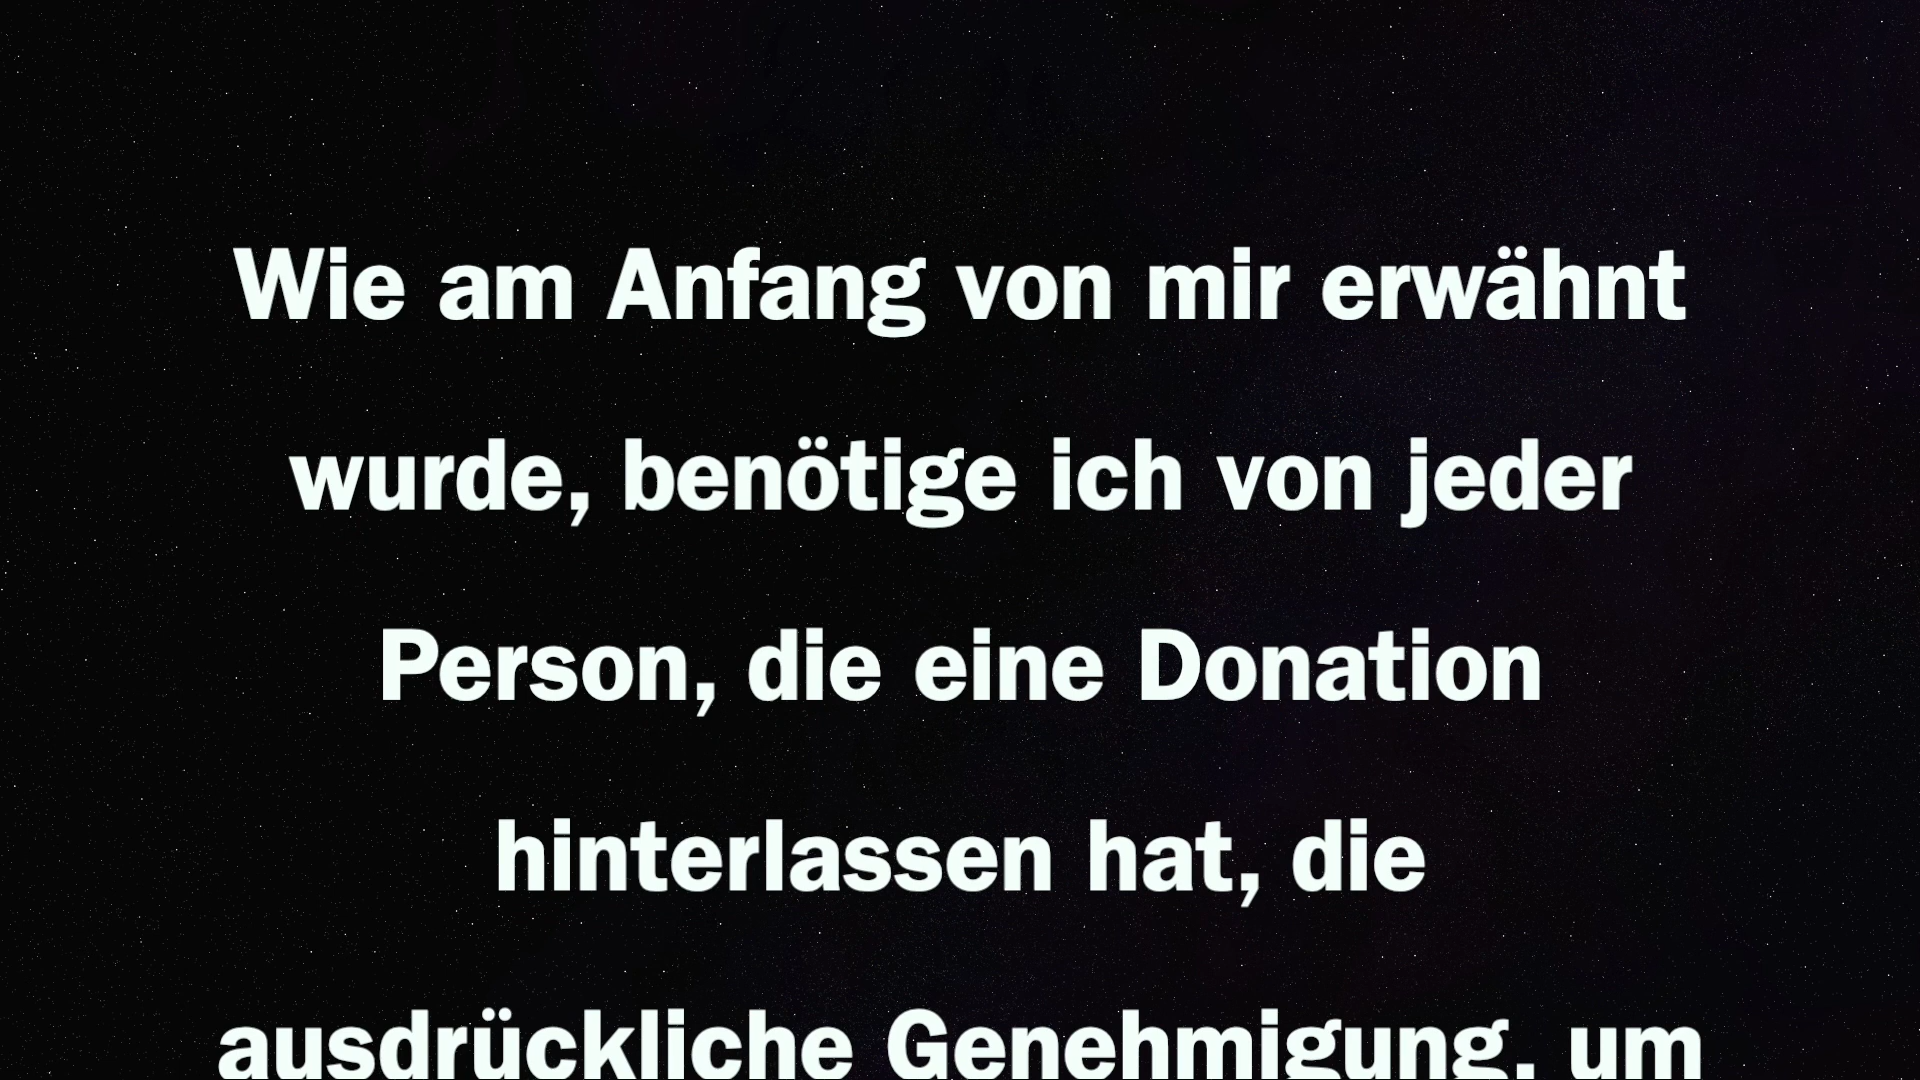 Wie am Anfang von mir erwähnt
wurde, benötige ich von jeder
Person, die eine Donation
hinterlassen hat, die
ausdrückliche Genehmigung, um